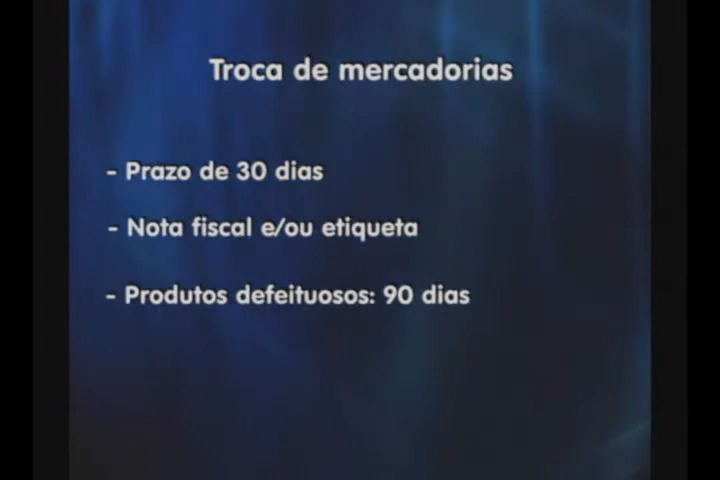 Troca de mercadorias
- Prazo de 30 dias
- Nota fiscal e/ou etiqueta
- Produtos defeituosos: 90 dias